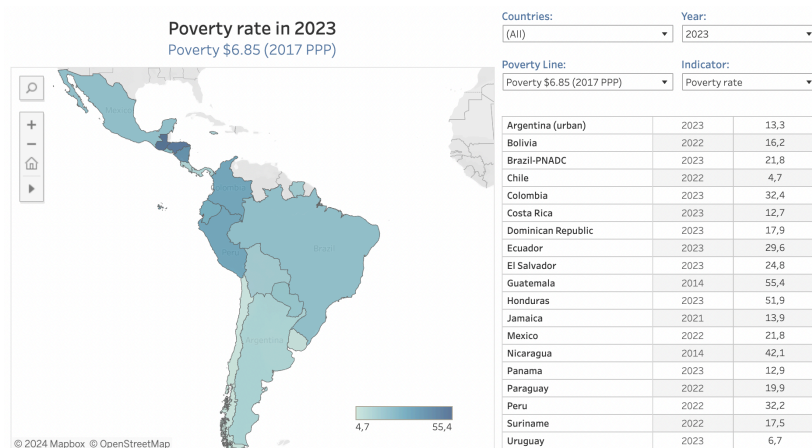 Poverty rate in 2023
Poverty $6.85 (2017 PPP)
Countries:
(All)
Year:
2023
Poverty Line:
Poverty $6.85 (2017 PPP)
Indicator:
Poverty rate
Mexico
Brazil
Argentina
4,7 55,4
© 2024 Mapbox © OpenStreetMap
Argentina (urban) 2023 13,3
Bolivia 2022 16,2
Brazil-PNADC 2023 21,8
Chile 2022 4,7
Colombia 2023 32,4
Costa Rica 2023 12,7
Dominican Republic 2023 17,9
Ecuador 2023 29,6
El Salvador 2023 24,8
Guatemala 2014 55,4
Honduras 2023 51,9
Jamaica 2021 13,9
Mexico 2022 21,8
Nicaragua 2014 42,1
Panama 2023 12,9
Paraguay 2022 19,9
Peru 2022 32,2
Suriname 2022 17,5
Uruguay 2023 6,7